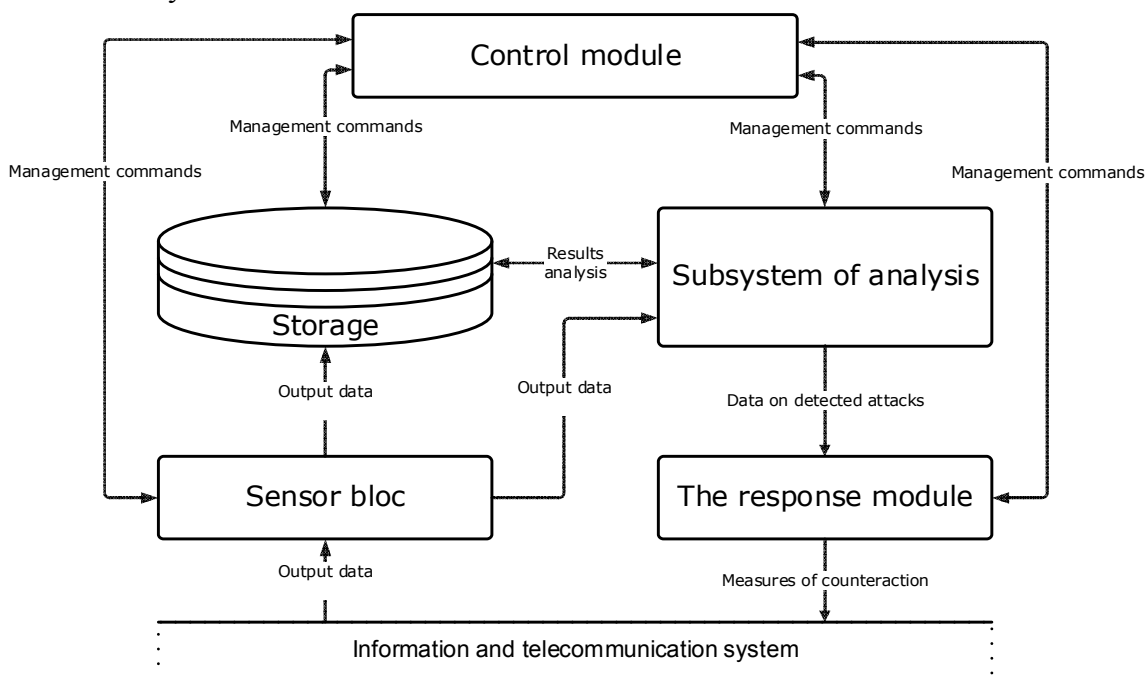 Control module
Management commands
Management commands
Management commands
Management commands
Results
analysis
Subsystem of analysis
Storage
Output data
Output data
Data on detected attacks
Sensor bloc
The response module
Output data
Measures of counteraction
Information and telecommunication system